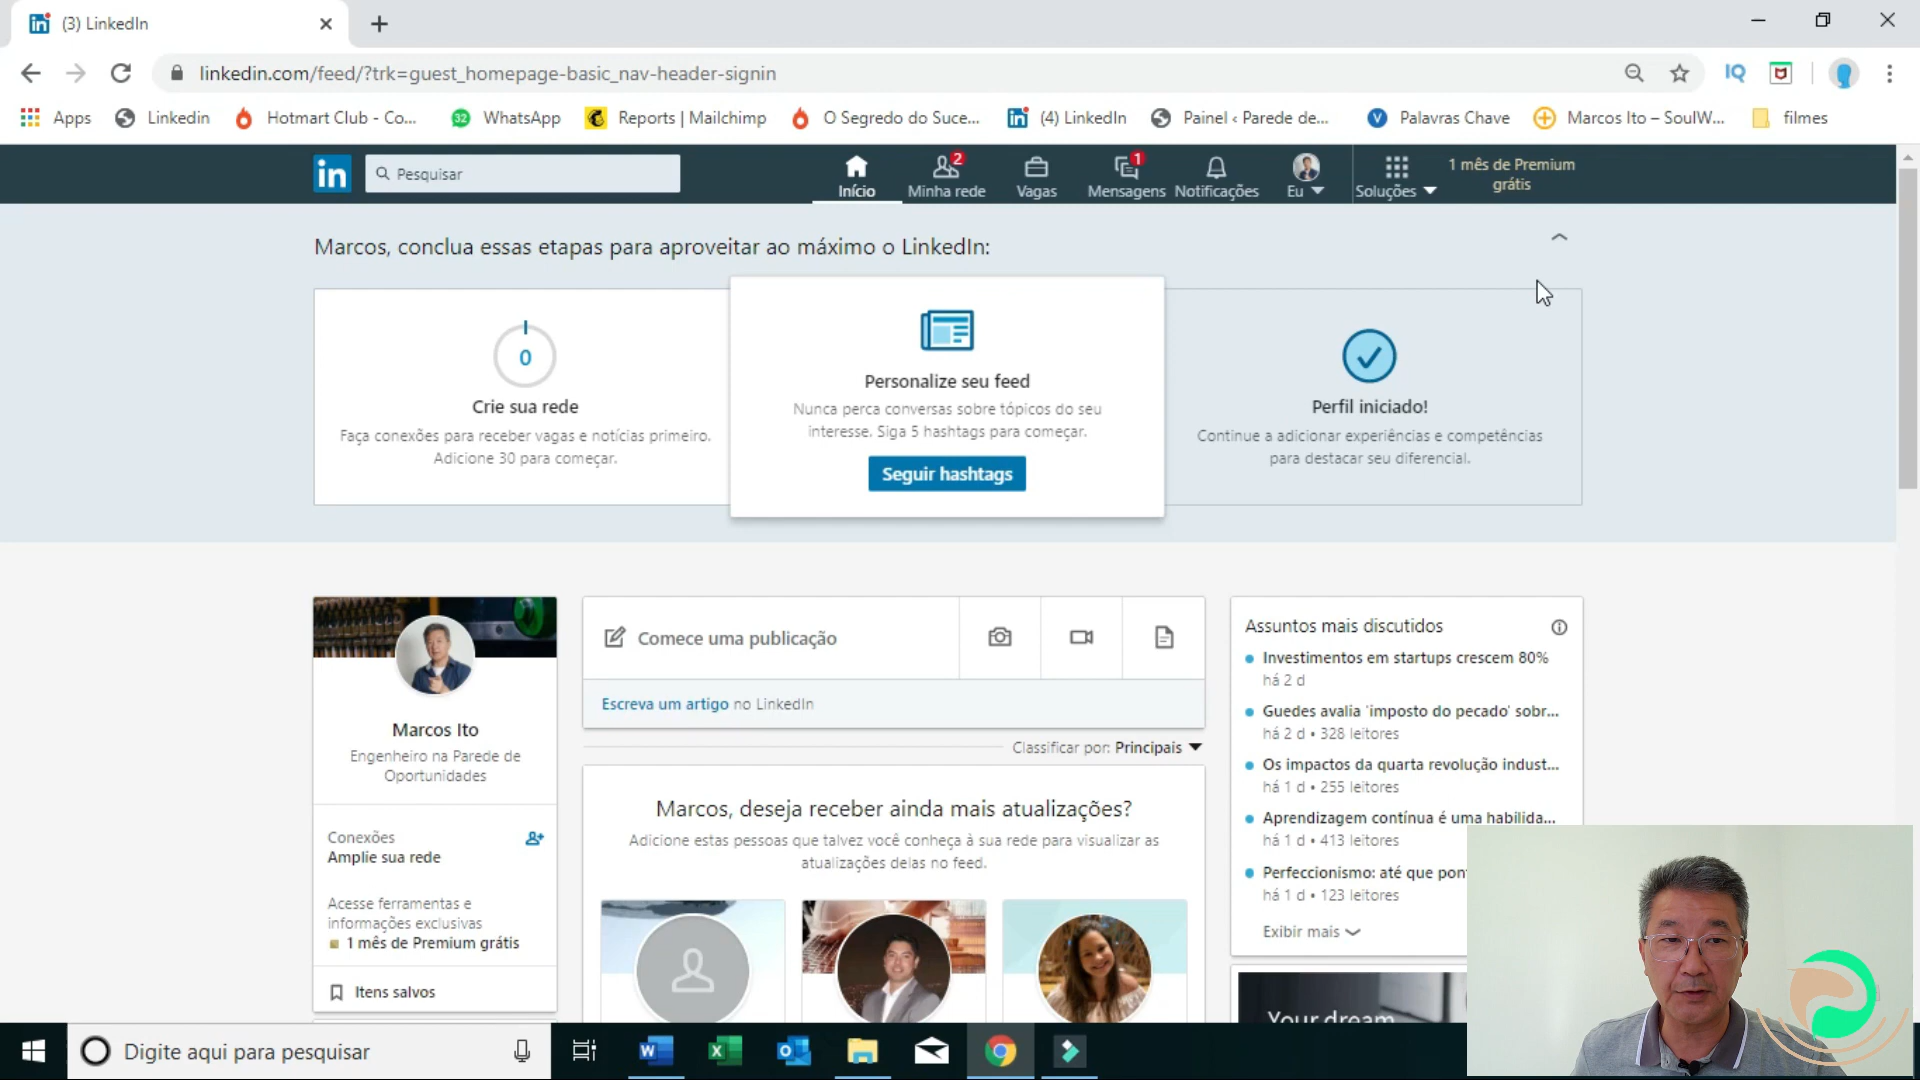 (3) LinkedIn
linkedin.com/feed/?trk=guest_homepage-basic_nav-header-signin
IQ
Apps
Linkedin
Hotmart Club - Co...
32
WhatsApp
Reports | Mailchimp
O Segredo do Suce...
in
(4) LinkedIn
Painel ‹ Parede de...
V
Palavras Chave
Marcos Ito – SoulW...
filmes
in
Pesquisar
Início
2
Minha rede
Vagas
1
Mensagens
Notificações
Eu
Soluções
1 mês de Premium
grátis
Marcos, conclua essas etapas para aproveitar ao máximo o LinkedIn:
0
Crie sua rede
Faça conexões para receber vagas e notícias primeiro.
Adicione 30 para começar.
Personalize seu feed
Nunca perca conversas sobre tópicos do seu
interesse. Siga 5 hashtags para começar.
Seguir hashtags
Perfil iniciado!
Continue a adicionar experiências e competências
para destacar seu diferencial.
Marcos Ito
Engenheiro na Parede de
Oportunidades
Conexões
Amplie sua rede
Acesse ferramentas e
informações exclusivas
1 mês de Premium grátis
Itens salvos
Comece uma publicação
Escreva um artigo no LinkedIn
Classificar por: Principais
Marcos, deseja receber ainda mais atualizações?
Adicione estas pessoas que talvez você conheça à sua rede para visualizar as
atualizações delas no feed.
Assuntos mais discutidos
Investimentos em startups crescem 80%
há 2 d
Guedes avalia 'imposto do pecado' sobr...
há 2 d • 328 leitores
Os impactos da quarta revolução indust...
há 1 d • 255 leitores
Aprendizagem contínua é uma habilida...
há 1 d • 413 leitores
Perfeccionismo: até que pon
há 1 d • 123 leitores
Exibir mais
Your dream
Digite aqui para pesquisar